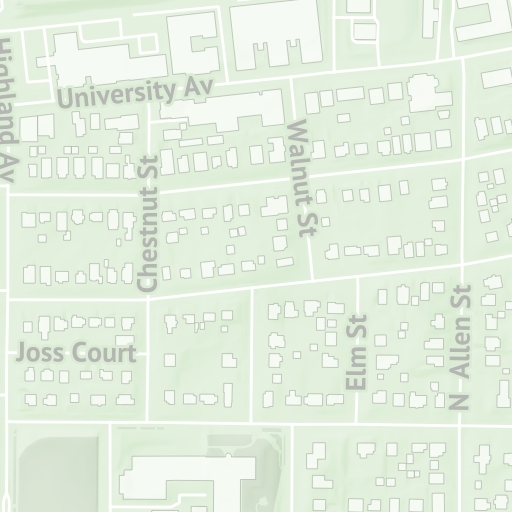 University Av
Highland Av
Walnut St
Chestnut St
N Allen St
Elm St
Joss Court